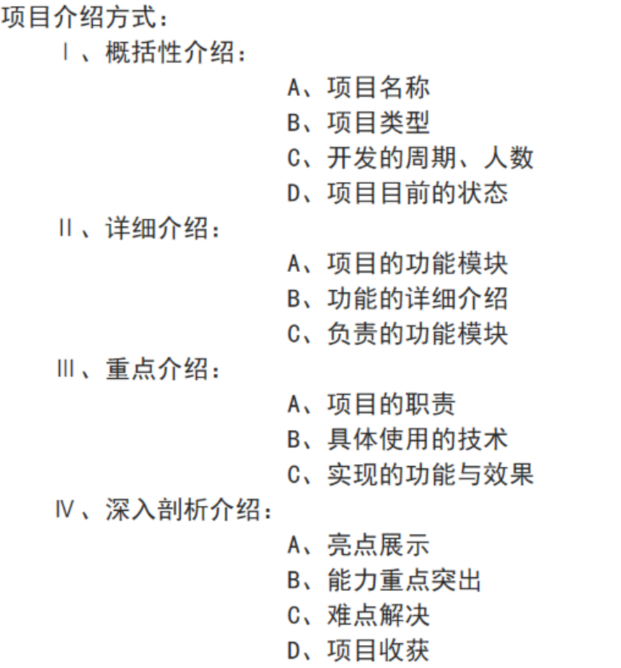 项目介绍方式：
Ⅰ、概括性介绍：
A、项目名称
B、项目类型
C、开发的周期、人数
D、项目目前的状态
Ⅱ、详细介绍：
A、项目的功能模块
B、功能的详细介绍
C、负责的功能模块
Ⅲ、重点介绍：
A、项目的职责
B、具体使用的技术
C、实现的功能与效果
Ⅳ、深入剖析介绍：
A、亮点展示
B、能力重点突出
C、难点解决
D、项目收获